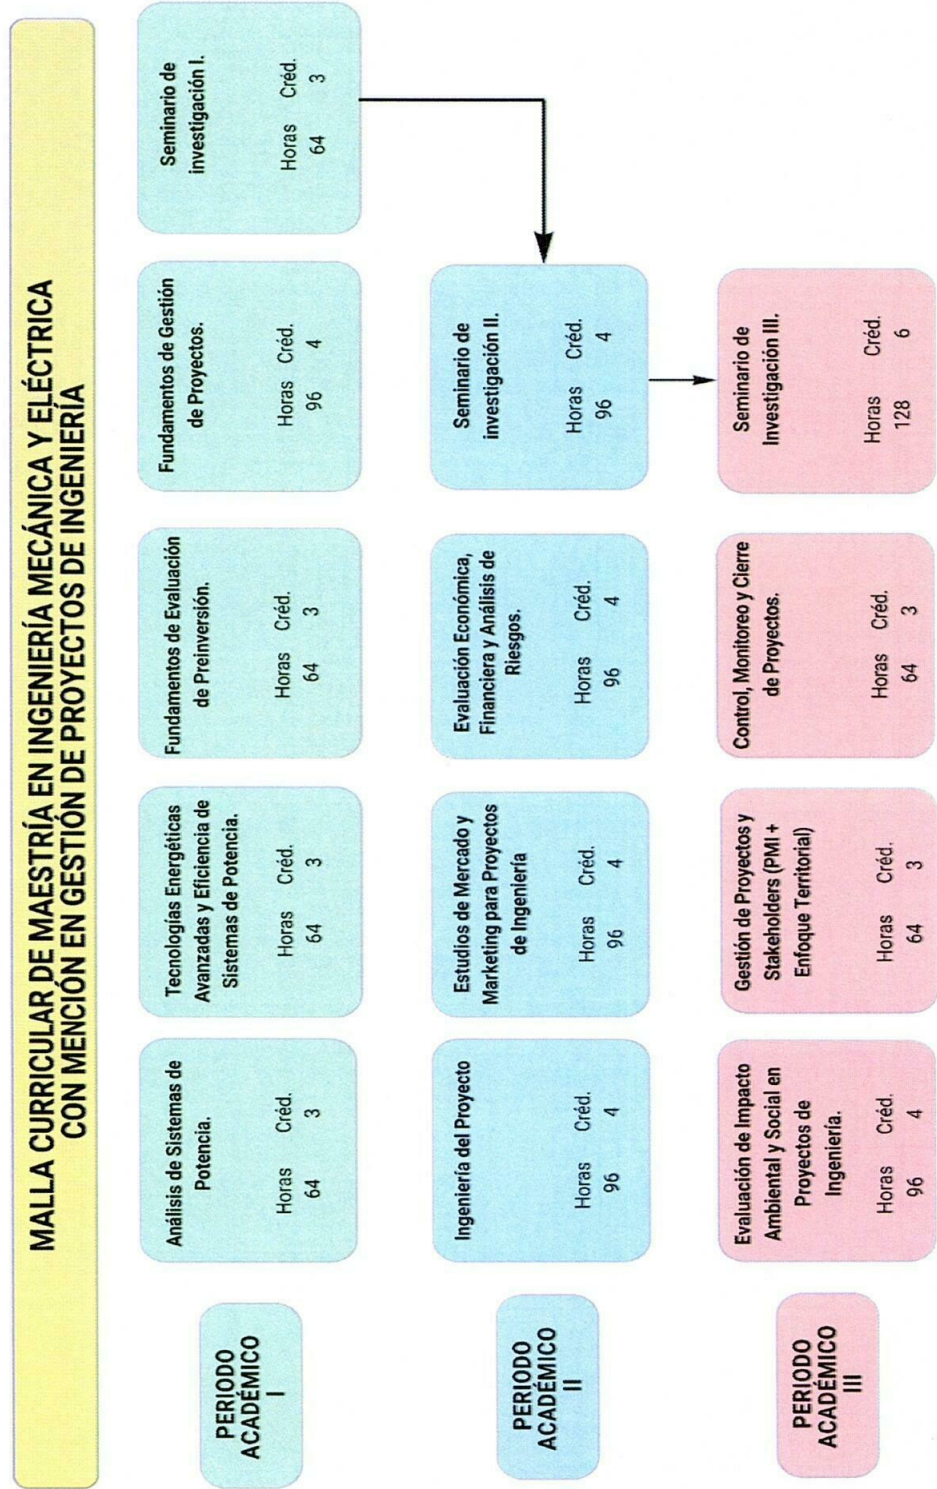 MALLA CURRICULAR DE MAESTRÍA EN INGENIERÍA MECÁNICA Y ELÉCTRICA
CON MENCIÓN EN GESTIÓN DE PROYECTOS DE INGENIERÍA
PERIODO
ACADÉMICO
I
Análisis de Sistemas de
Potencia.
Horas Créd.
64 3
Tecnologías Energéticas
Avanzadas y Eficiencia de
Sistemas de Potencia.
Horas Créd.
64 3
Fundamentos de Evaluación
de Preinversión.
Horas Créd.
64 3
Fundamentos de Gestión
de Proyectos.
Horas Créd.
96 4
Seminario de
investigación I.
Horas Créd.
64 3
PERIODO
ACADÉMICO
II
Ingeniería del Proyecto
Horas Créd.
96 4
Estudios de Mercado y
Marketing para Proyectos
de Ingeniería
Horas Créd.
96 4
Evaluación Económica,
Financiera y Análisis de
Riesgos.
Horas Créd.
96 4
Seminario de
investigación II.
Horas Créd.
96 4
PERIODO
ACADÉMICO
III
Evaluación de Impacto
Ambiental y Social en
Proyectos de
Ingeniería.
Horas Créd.
96 4
Gestión de Proyectos y
Stakeholders (PMI +
Enfoque Territorial)
Horas Créd.
64 3
Control, Monitoreo y Cierre
de Proyectos.
Horas Créd.
64 3
Seminario de
Investigación III.
Horas Créd.
128 6